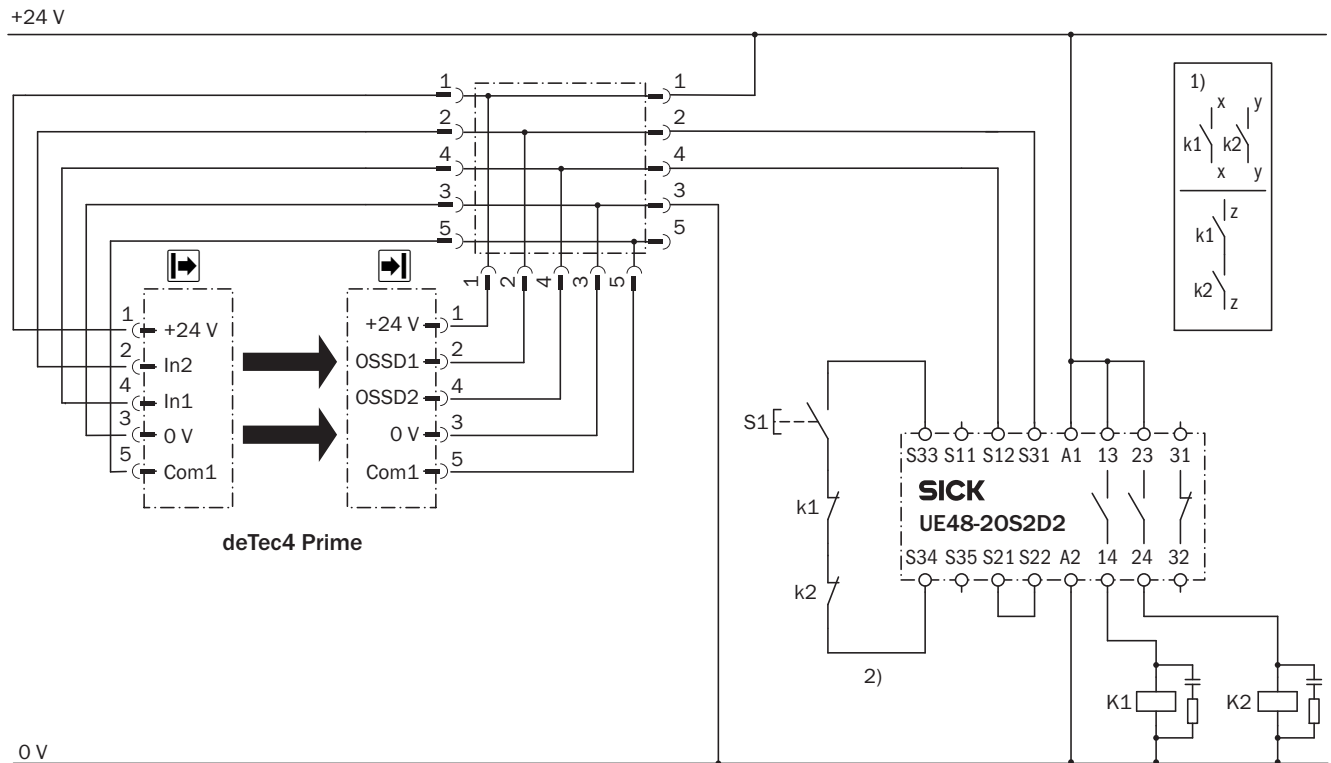 +24 V
1
2
4
3
5
1
2
4
3
5
1
2
4
3
5
1)
x
y
k1
k2
x
y
z
k1
k2
z
1
+24 V
2
In2
4
In1
3
0 V
5
Com1
+24 V
1
OSSD1
2
OSSD2
4
0 V
3
Com1
5
deTec4 Prime
S1
k1
k2
2)
S33 S11 S12 S31 A1 13 23 31
SICK
UE48-20S2D2
S34 S35 S21 S22 A2 14 24 32
K1
K2
0 V